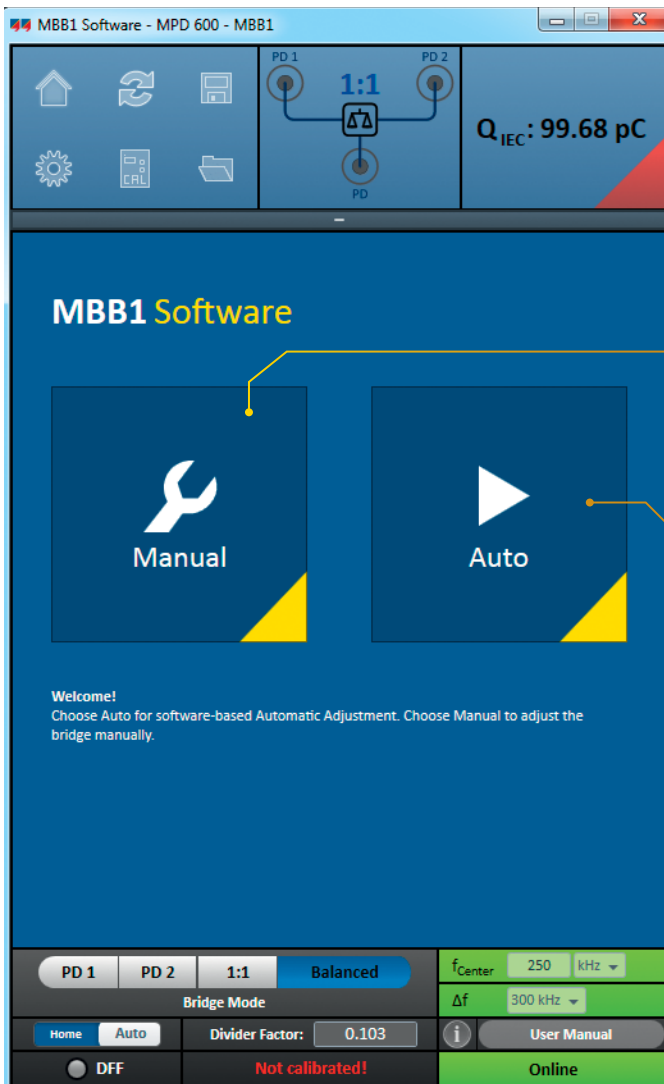 MBB1 Software - MPD 600 - MBB1
PD 1
1:1
PD 2
PD
CAL
Q IEC: 99.68 pC
MBB1 Software
Manual
Auto
Welcome!
Choose Auto for software-based Automatic Adjustment. Choose Manual to adjust the
bridge manually.
PD 1 PD 2 1:1 Balanced
Bridge Mode
fCenter 250 kHz
Δf 300 kHz
Home Auto Divider Factor: 0.103
i User Manual
DFF Not calibrated! Online